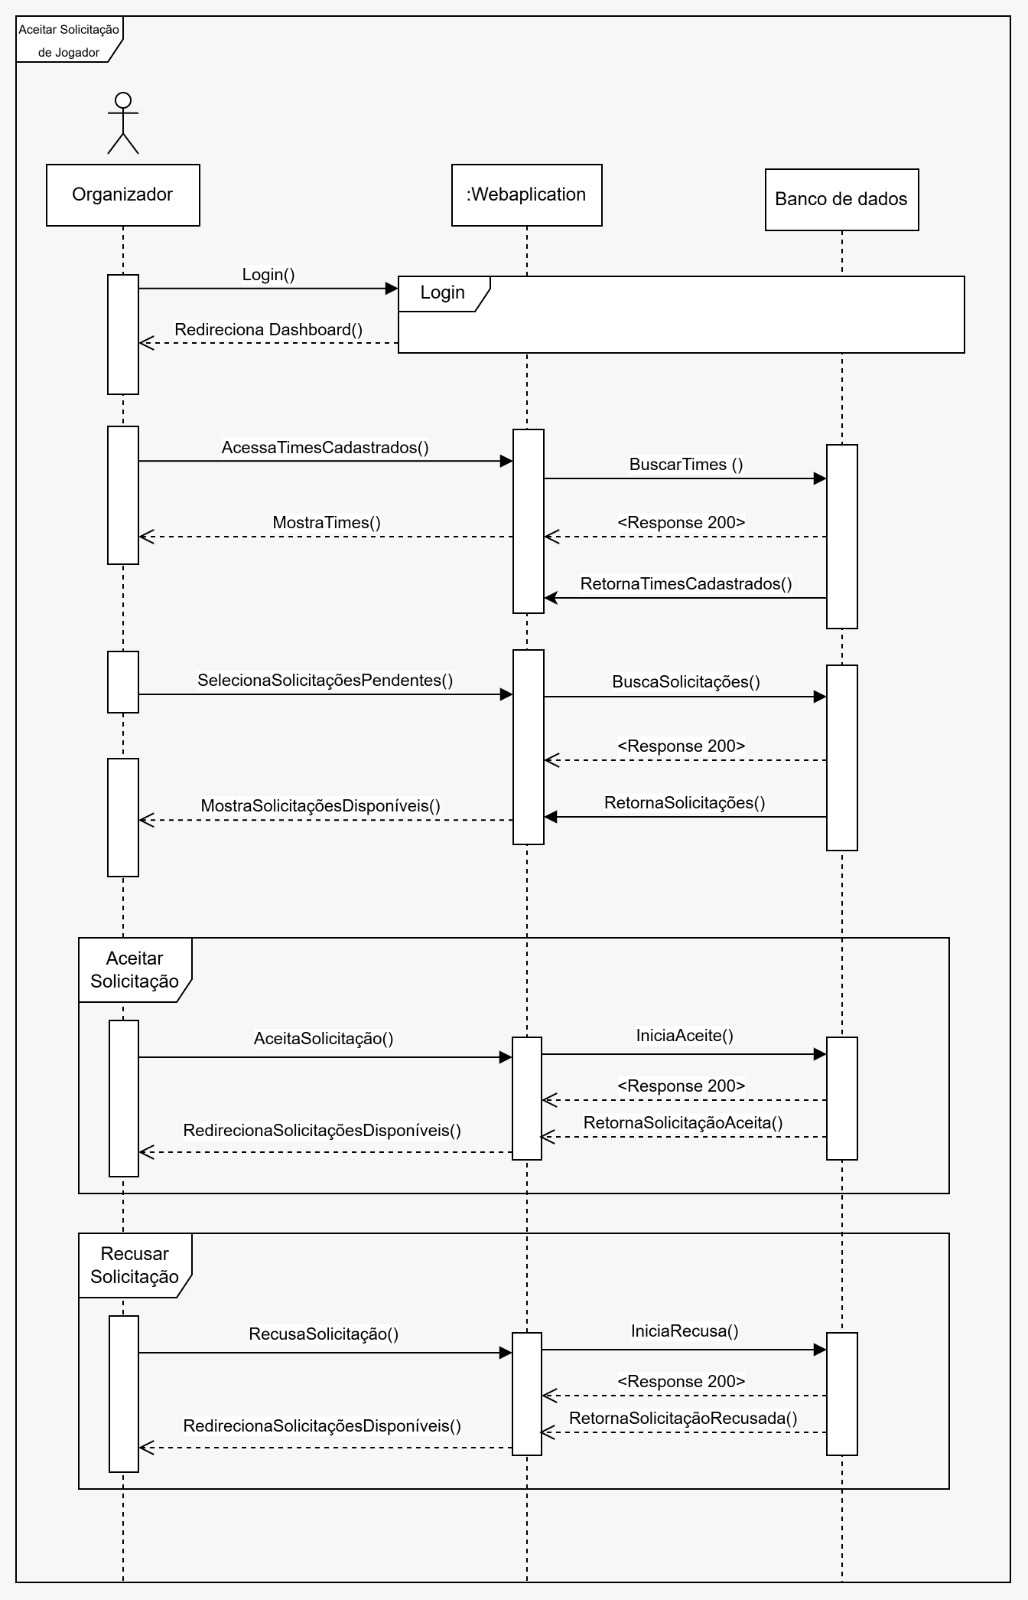 Aceitar Solicitação
de Jogador
Organizador
:Webaplication
Banco de dados
Login()
Login
Redireciona Dashboard()
AcessaTimesCadastrados()
BuscarTimes ()
MostraTimes()
<Response 200>
RetornaTimesCadastrados()
SelecionaSolicitaçõesPendentes()
BuscaSolicitações()
<Response 200>
MostraSolicitaçõesDisponíveis()
RetornaSolicitações()
Aceitar
Solicitação
AceitaSolicitação()
IniciaAceite()
<Response 200>
RetornaSolicitaçãoAceita()
RedirecionaSolicitaçõesDisponíveis()
Recusar
Solicitação
RecusaSolicitação()
IniciaRecusa()
<Response 200>
RetornaSolicitaçãoRecusada()
RedirecionaSolicitaçõesDisponíveis()